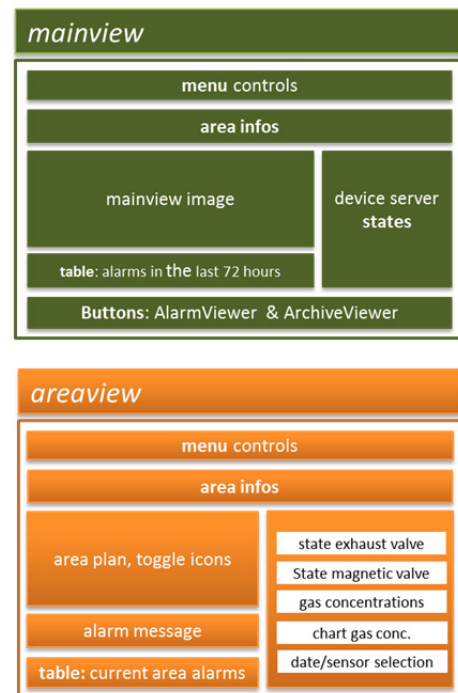 mainview
menu controls
area infos
mainview image
device server
states
table: alarms in the last 72 hours
Buttons: AlarmViewer & ArchiveViewer
areaview
menu controls
area infos
area plan, toggle icons
alarm message
table: current area alarms
state exhaust valve
State magnetic valve
gas concentrations
chart gas conc.
date/sensor selection